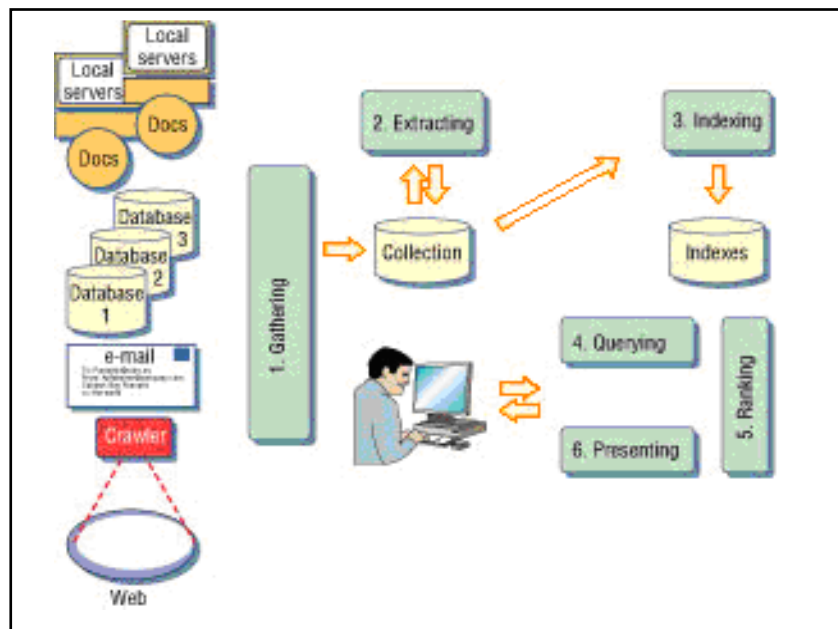 Local
servers
Local
servers
Docs
Docs
2. Extracting
3. Indexing
Database
3
Database
2
Database
1
Collection
Indexes
1. Gathering
e-mail
4. Querying
5. Ranking
Crawler
6. Presenting
Web